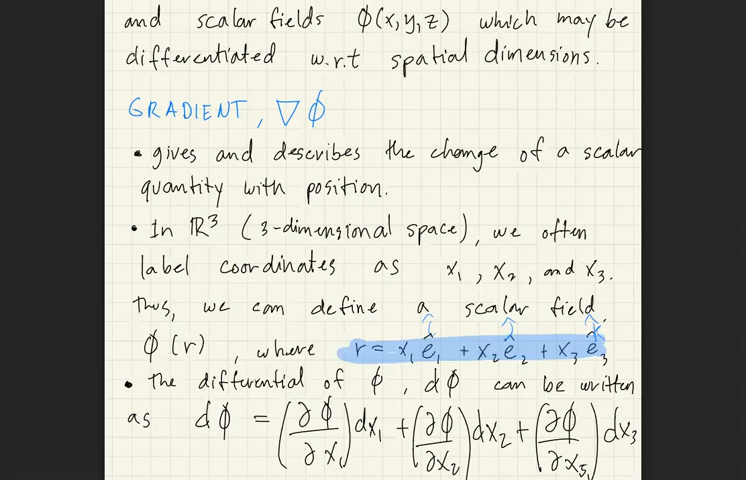 and scalar fields ϕ(x,y,z) which may be
differentiated w.r.t spatial dimensions.
GRADIENT, ∇ϕ
• gives and describes the change of a scalar
quantity with position.
• In ℝ³ (3-dimensional space), we often
label coordinates as x₁, x₂, and x₃.
thus, we can define a scalar field,
ϕ(r), where r = x₁ê₁ + x₂ê₂ + x₃ê₃
• the differential of ϕ, dϕ can be written
as dϕ = (∂ϕ/∂x₁)dx₁ + (∂ϕ/∂x₂)dx₂ + (∂ϕ/∂x₃)dx₃